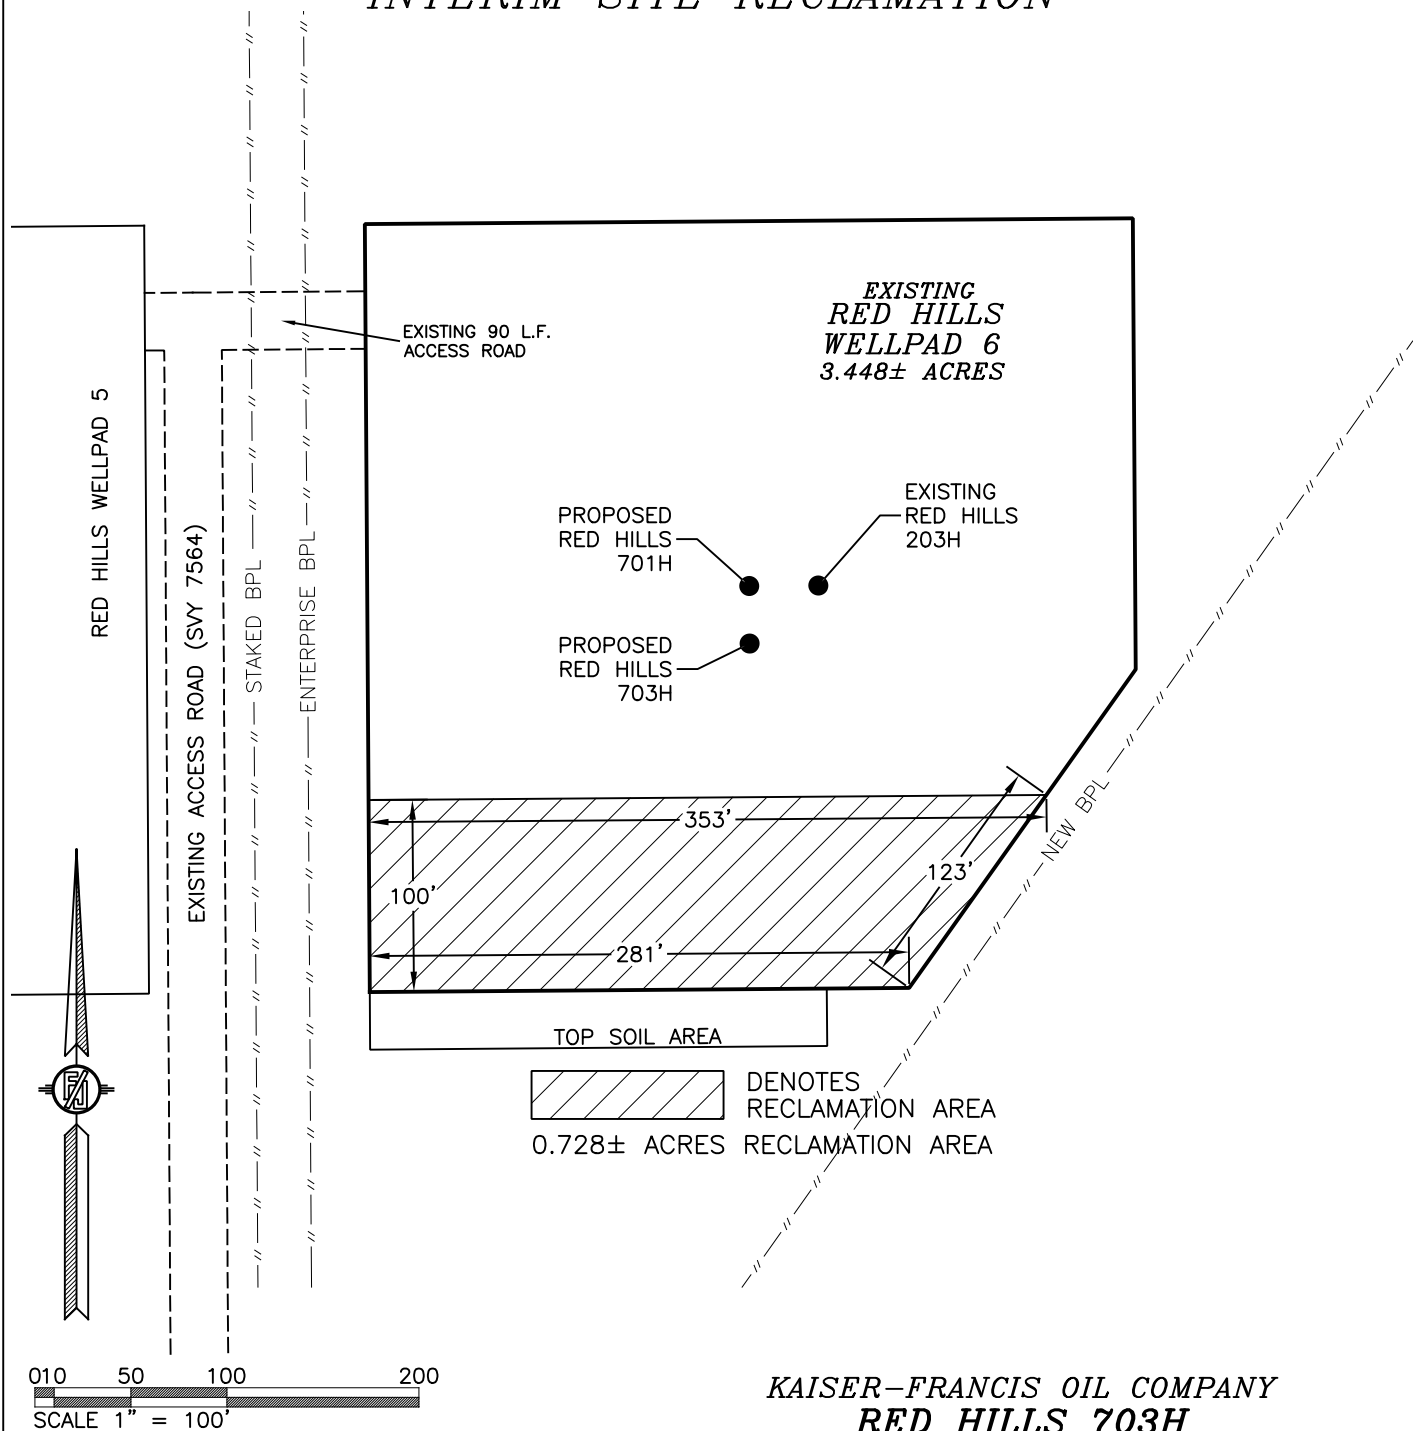 INTERIM SITE RECLAMATION
EXISTING
RED HILLS
WELLPAD 6
3.448± ACRES
EXISTING 90 L.F.
ACCESS ROAD
RED HILLS WELLPAD 5
EXISTING ACCESS ROAD (SVY 7564)
STAKED BPL
ENTERPRISE BPL
PROPOSED
RED HILLS
701H
EXISTING
RED HILLS
203H
PROPOSED
RED HILLS
703H
353'
100'
123'
281'
NEW BPL
TOP SOIL AREA
DENOTES
RECLAMATION AREA
0.728± ACRES RECLAMATION AREA
010 50 100 200
SCALE 1" = 100'
KAISER-FRANCIS OIL COMPANY
RED HILLS 703H